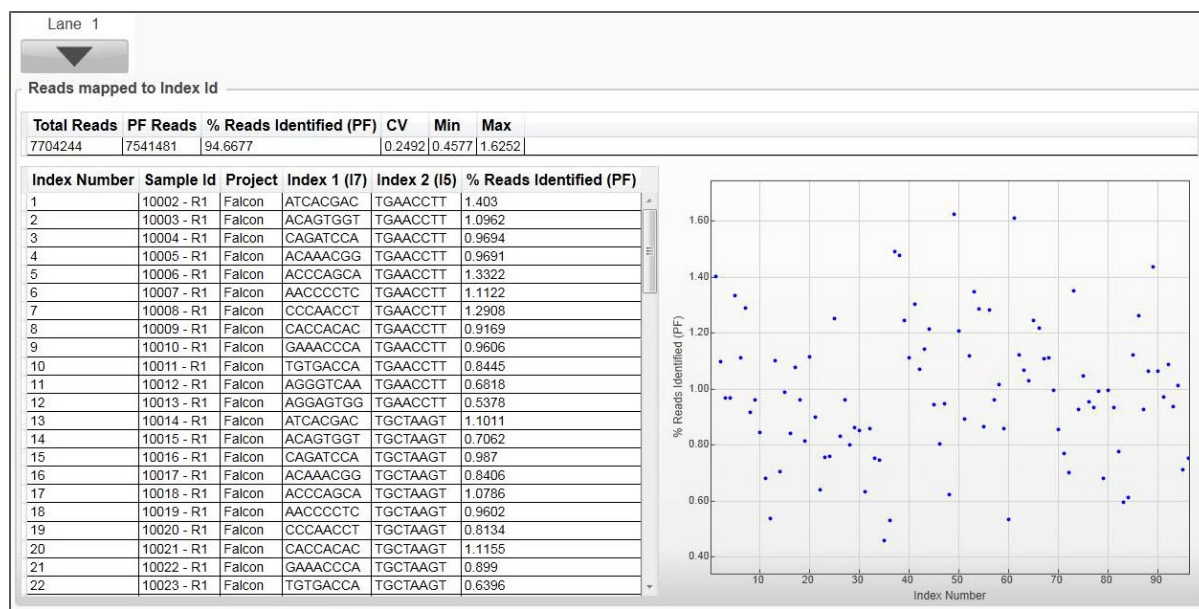 Lane 1
Reads mapped to Index Id
Total Reads PF Reads % Reads Identified (PF) CV Min Max
7704244 7541481 94.6677 0.2492 0.4577 1.6252
Index Number Sample Id Project Index 1 (I7) Index 2 (I5) % Reads Identified (PF)
1 10002 - R1 Falcon ATCACGAC TGAACCTT 1.403
2 10003 - R1 Falcon ACAGTGGT TGAACCTT 1.0962
3 10004 - R1 Falcon CAGATCCA TGAACCTT 0.9694
4 10005 - R1 Falcon ACAAACGG TGAACCTT 0.9691
5 10006 - R1 Falcon ACCCAGCA TGAACCTT 1.3322
6 10007 - R1 Falcon AACCCCTC TGAACCTT 1.1122
7 10008 - R1 Falcon CCCAACCT TGAACCTT 1.2908
8 10009 - R1 Falcon CACCACAC TGAACCTT 0.9169
9 10010 - R1 Falcon GAAACCCA TGAACCTT 0.9606
10 10011 - R1 Falcon TGTGACCA TGAACCTT 0.8445
11 10012 - R1 Falcon AGGGTCAA TGAACCTT 0.6818
12 10013 - R1 Falcon AGGAGTGG TGAACCTT 0.5378
13 10014 - R1 Falcon ATCACGAC TGCTAAGT 1.1011
14 10015 - R1 Falcon ACAGTGGT TGCTAAGT 0.7062
15 10016 - R1 Falcon CAGATCCA TGCTAAGT 0.987
16 10017 - R1 Falcon ACAAACGG TGCTAAGT 0.8406
17 10018 - R1 Falcon ACCCAGCA TGCTAAGT 1.0786
18 10019 - R1 Falcon AACCCCTC TGCTAAGT 0.9602
19 10020 - R1 Falcon CCCAACCT TGCTAAGT 0.8134
20 10021 - R1 Falcon CACCACAC TGCTAAGT 1.1155
21 10022 - R1 Falcon GAAACCCA TGCTAAGT 0.899
22 10023 - R1 Falcon TGTGACCA TGCTAAGT 0.6396
% Reads Identified (PF)
1.60
1.40
1.20
1.00
0.80
0.60
0.40
10 20 30 40 50 60 70 80 90
Index Number